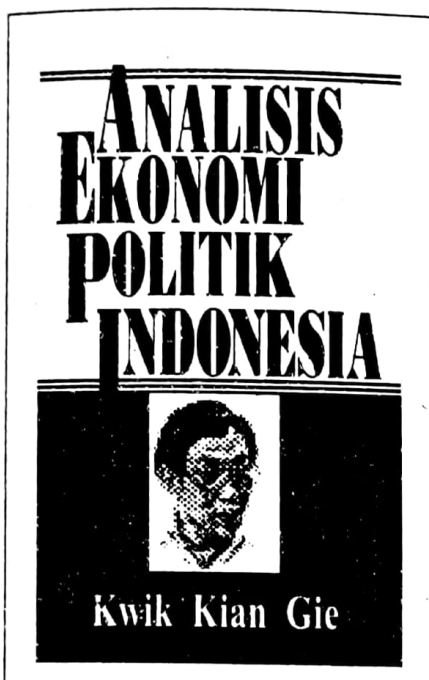 ANALISIS
EKONOMI
POLITIK
INDONESIA
Kwik Kian Gie